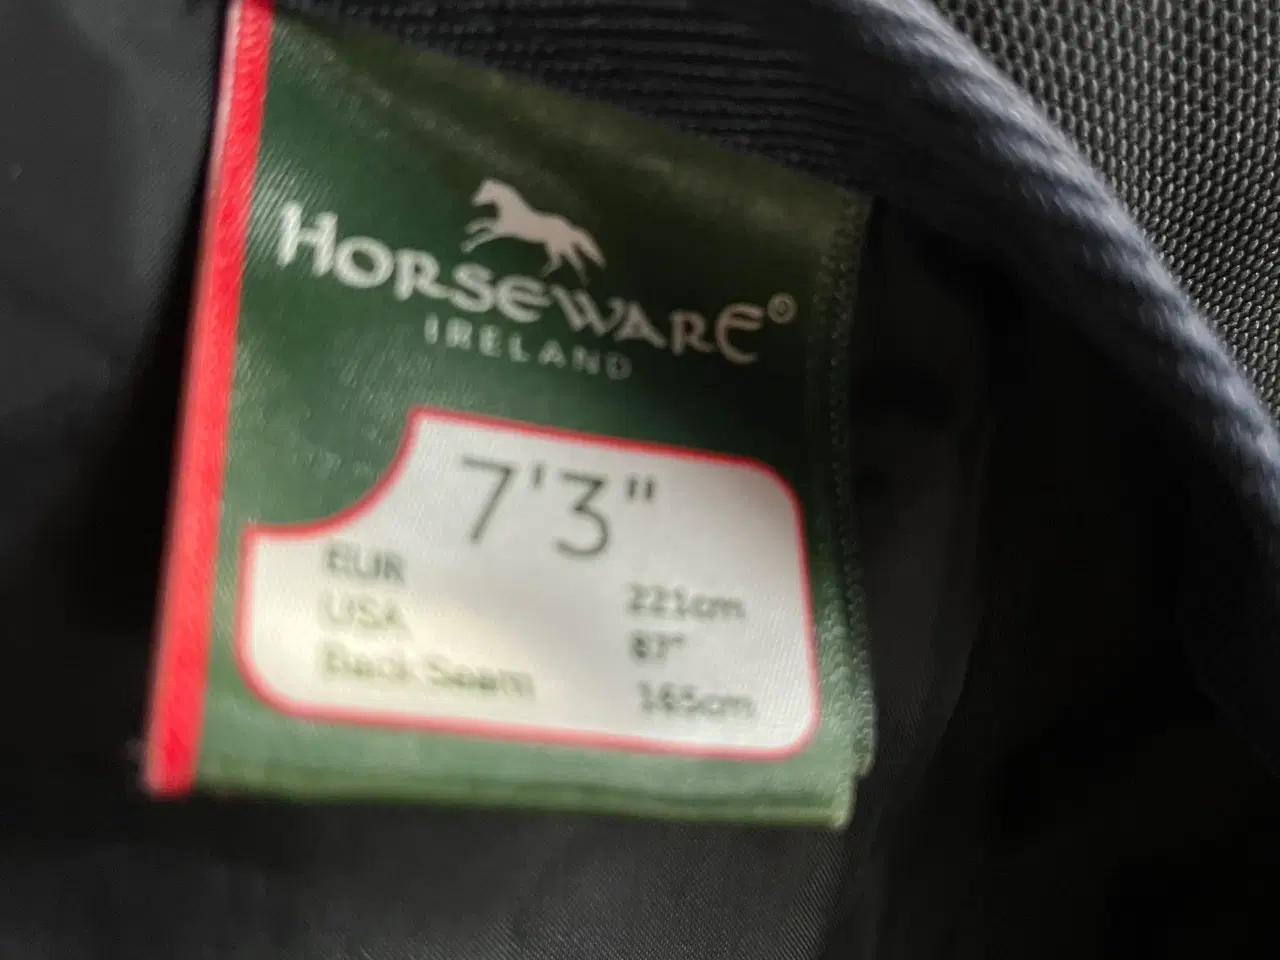 HORSEWARE®
IRELAND
7'3"
EUR 221cm
USA 87"
Back Seam 165cm